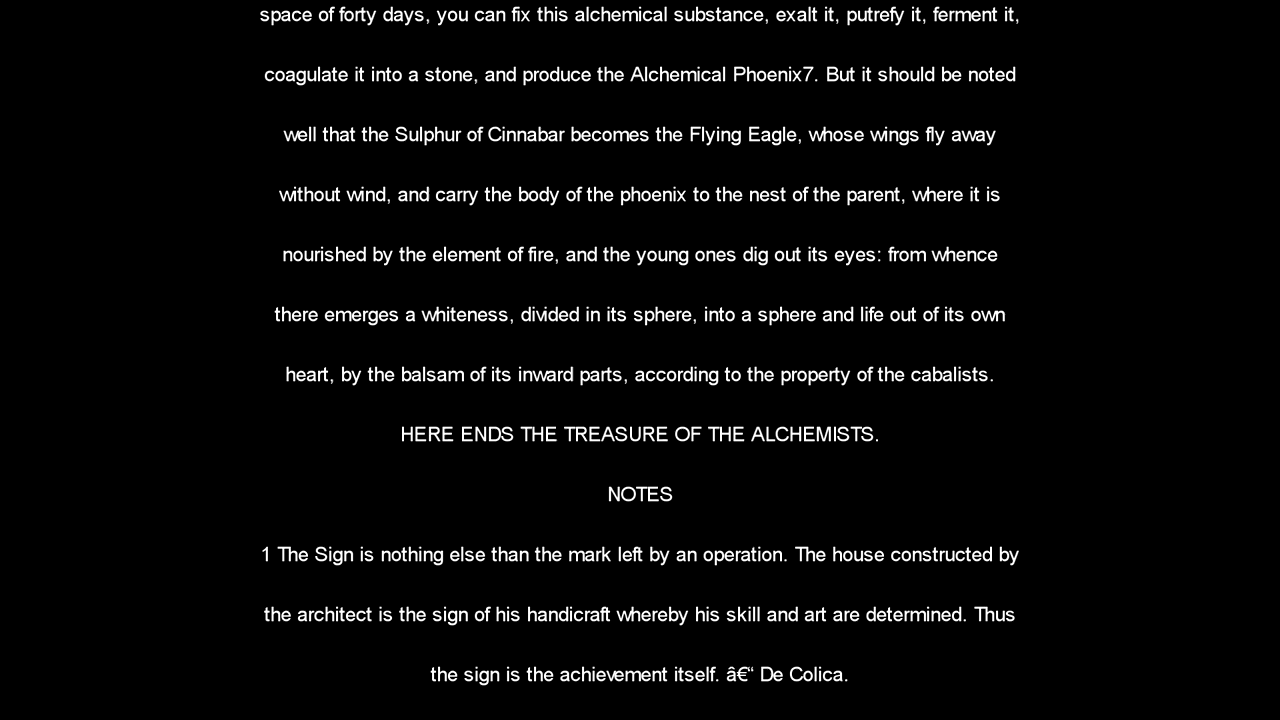 space of forty days, you can fix this alchemical substance, exalt it, putrefy it, ferment it,
coagulate it into a stone, and produce the Alchemical Phoenix7. But it should be noted
well that the Sulphur of Cinnabar becomes the Flying Eagle, whose wings fly away
without wind, and carry the body of the phoenix to the nest of the parent, where it is
nourished by the element of fire, and the young ones dig out its eyes: from whence
there emerges a whiteness, divided in its sphere, into a sphere and life out of its own
heart, by the balsam of its inward parts, according to the property of the cabalists.
HERE ENDS THE TREASURE OF THE ALCHEMISTS.
NOTES
1 The Sign is nothing else than the mark left by an operation. The house constructed by
the architect is the sign of his handicraft whereby his skill and art are determined. Thus
the sign is the achievement itself. â€“ De Colica.